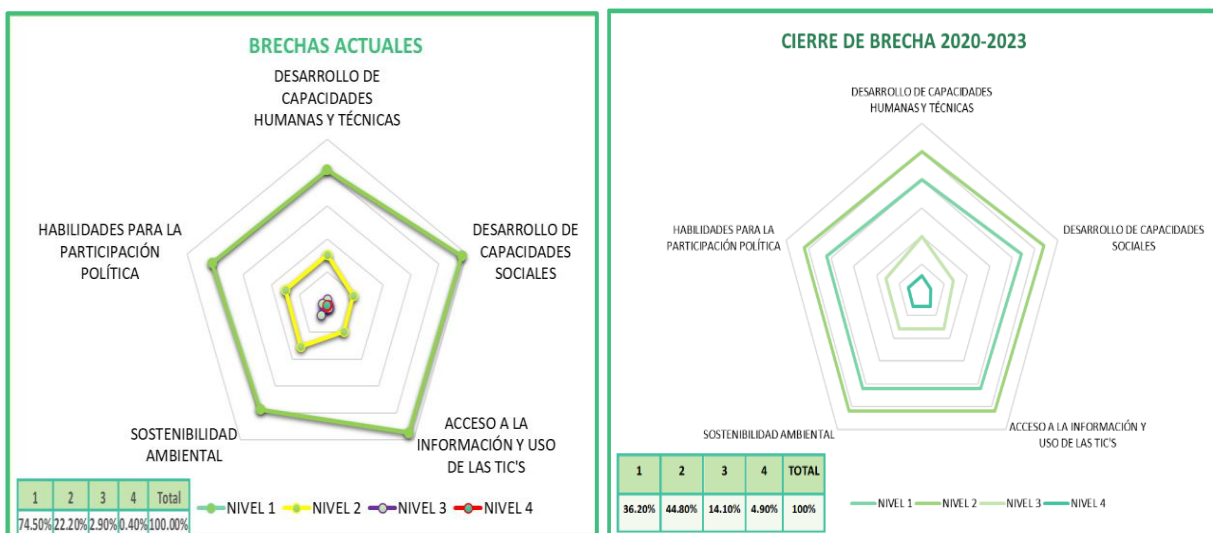 BRECHAS ACTUALES
DESARROLLO DE
CAPACIDADES
HUMANAS Y TÉCNICAS
HABILIDADES PARA LA
PARTICIPACIÓN
POLÍTICA
DESARROLLO DE
CAPACIDADES
SOCIALES
SOSTENIBILIDAD
AMBIENTAL
ACCESO A LA
INFORMACIÓN Y USO
DE LAS TIC'S
1 2 3 4 Total
74.50% 22.20% 2.90% 0.40% 100.00%
NIVEL 1 NIVEL 2 NIVEL 3 NIVEL 4
CIERRE DE BRECHA 2020-2023
DESARROLLO DE CAPACIDADES
HUMANAS Y TÉCNICAS
HABILIDADES PARA LA
PARTICIPACIÓN POLÍTICA
DESARROLLO DE CAPACIDADES
SOCIALES
SOSTENIBILIDAD AMBIENTAL
ACCESO A LA INFORMACIÓN Y
USO DE LAS TIC'S
1 2 3 4 TOTAL
36.20% 44.80% 14.10% 4.90% 100%
NIVEL 1 NIVEL 2 NIVEL 3 NIVEL 4